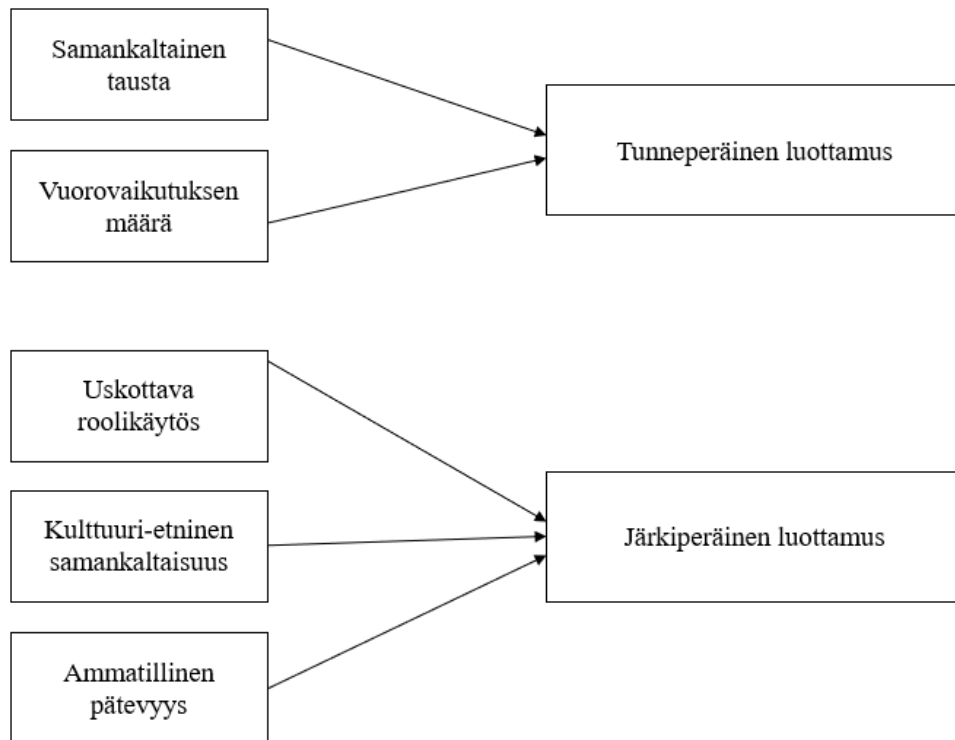 Samankaltainen
tausta
Tunneperäinen luottamus
Vuorovaikutuksen
määrä
Uskottava
roolikäytös
Kulttuuri-etninen
samankaltaisuus
Järkiperäinen luottamus
Ammatillinen
pätevyys